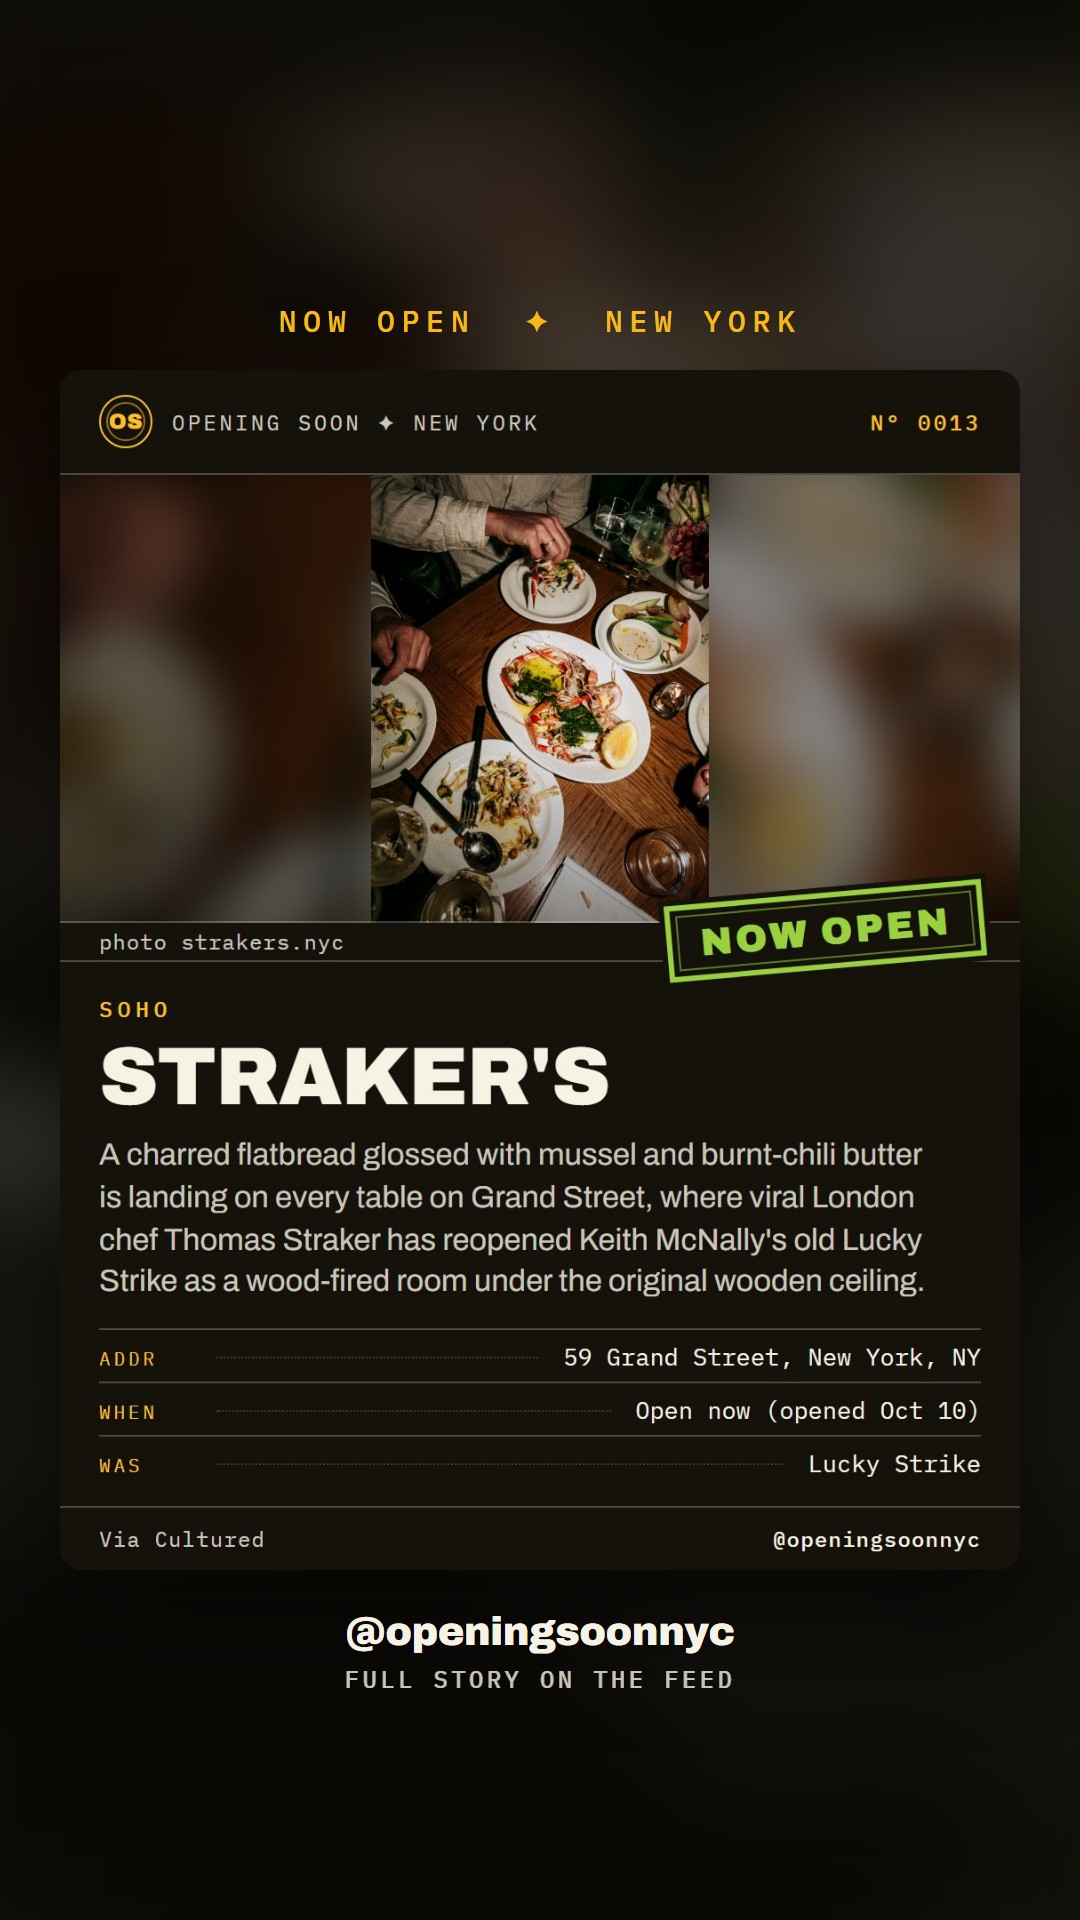 NOW OPEN ✦ NEW YORK
OS OPENING SOON ✦ NEW YORK N° 0013
photo strakers.nyc
NOW OPEN
SOHO
STRAKER'S
A charred flatbread glossed with mussel and burnt-chili butter
is landing on every table on Grand Street, where viral London
chef Thomas Straker has reopened Keith McNally's old Lucky
Strike as a wood-fired room under the original wooden ceiling.
ADDR 59 Grand Street, New York, NY
WHEN Open now (opened Oct 10)
WAS Lucky Strike
Via Cultured @openingsoonnyc
@openingsoonnyc
FULL STORY ON THE FEED